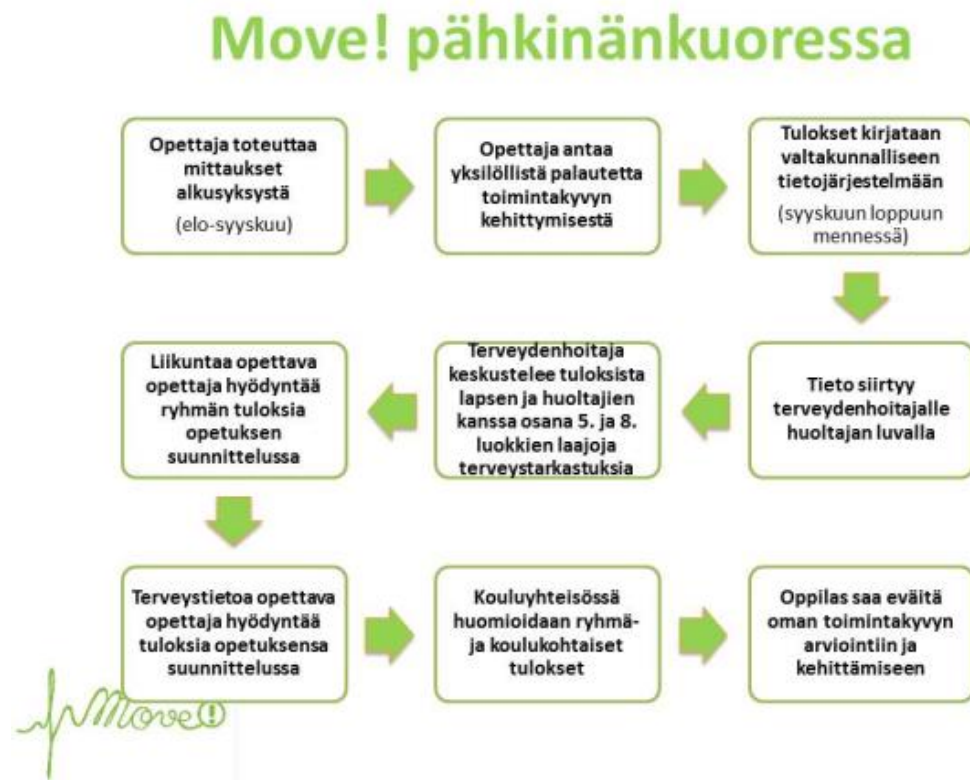 Move! pähkinänkuoressa
Opettaja toteuttaa
mittaukset
alkusyksystä
(elo-syyskuu)
Opettaja antaa
yksilöllistä palautetta
toimintakyvyn
kehittymisestä
Tulokset kirjataan
valtakunnalliseen
tietojärjestelmään
(syyskuun loppuun
mennessä)
Tieto siirtyy
terveydenhoitajalle
huoltajan luvalla
Terveydenhoitaja
keskustelee tuloksista
lapsen ja huoltajien
kanssa osana 5. ja 8.
luokkien laajoja
terveystarkastuksia
Liikuntaa opettava
opettaja hyödyntää
ryhmän tuloksia
opetuksen
suunnittelussa
Terveystietoa opettava
opettaja hyödyntää
tuloksia opetuksensa
suunnittelussa
Kouluyhteisössä
huomioidaan ryhmä-
ja koulukohtaiset
tulokset
Oppilas saa eväitä
oman toimintakyvyn
arviointiin ja
kehittämiseen
Move!